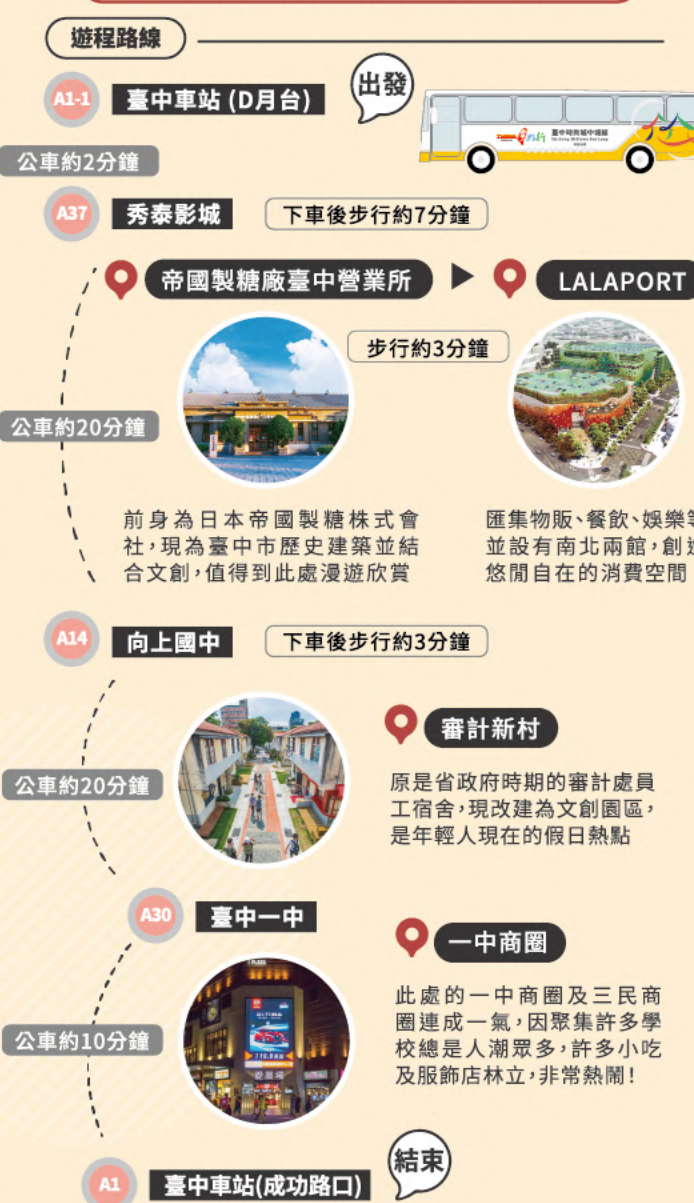 遊程路線
A1-1 臺中車站 (D月台)
出發
臺中時尚城中城線
公車約2分鐘
A37 秀泰影城 下車後步行約7分鐘
帝國製糖廠臺中營業所 ▶ LALAPORT
步行約3分鐘
公車約20分鐘
前身為日本帝國製糖株式會
社,現為臺中市歷史建築並結
合文創,值得到此處漫遊欣賞
匯集物販、餐飲、娛樂等
並設有南北兩館,創造
悠閒自在的消費空間
A14 向上國中 下車後步行約3分鐘
審計新村
公車約20分鐘
原是省政府時期的審計處員
工宿舍,現改建為文創園區,
是年輕人現在的假日熱點
A30 臺中一中
一中商圈
ALTIMA
公車約10分鐘
此處的一中商圈及三民商
圈連成一氣,因聚集許多學
校總是人潮眾多,許多小吃
及服飾店林立,非常熱鬧!
A1 臺中車站(成功路口)
結束